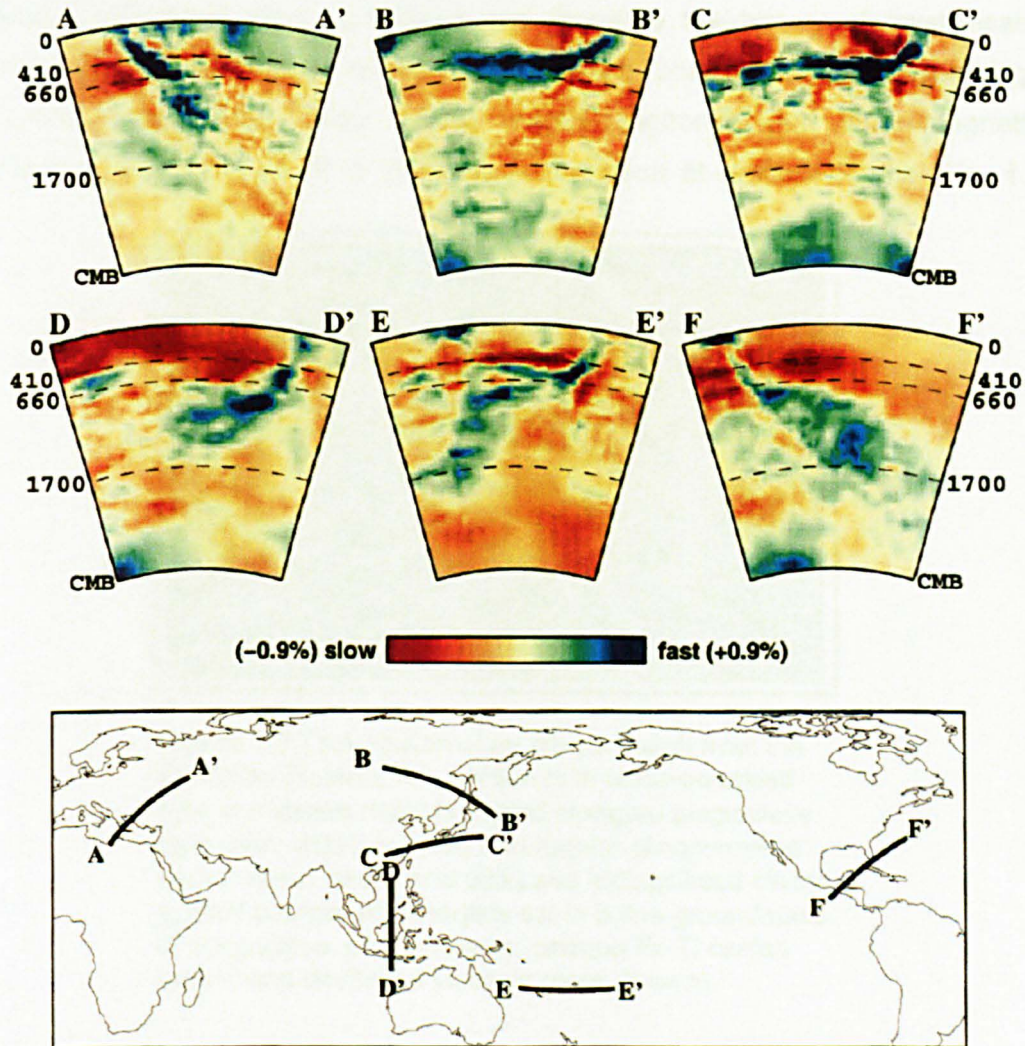 A A' B B' C C'
0 0
410 410
660 660
1700 1700
CMB CMB
D D' E E' F F'
0 0
410 410
660 660
1700 1700
CMB CMB
(-0.9%) slow fast (+0.9%)
B
A'
F'
B'
C'
A
C
D
F
D'
E E'